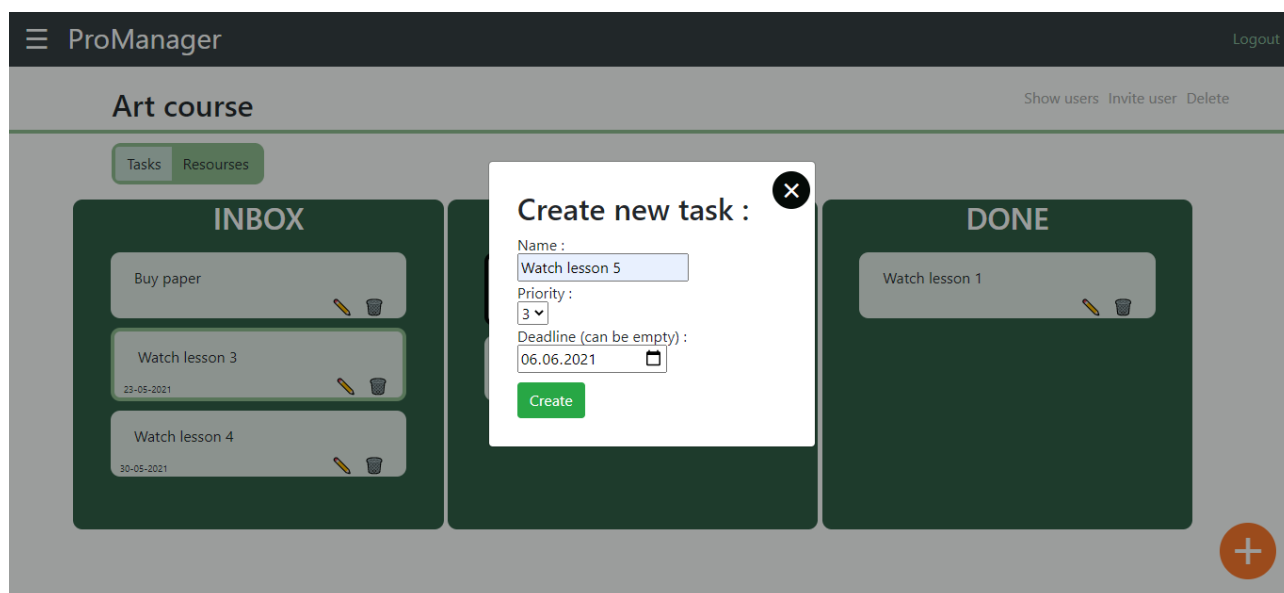 ☰ ProManager Logout
Art course
Show users Invite user Delete
Tasks Resourses
INBOX
Buy paper
Watch lesson 3
23-05-2021
Watch lesson 4
30-05-2021
Create new task :
Name :
Watch lesson 5
Priority :
3
Deadline (can be empty) :
06.06.2021
Create
DONE
Watch lesson 1